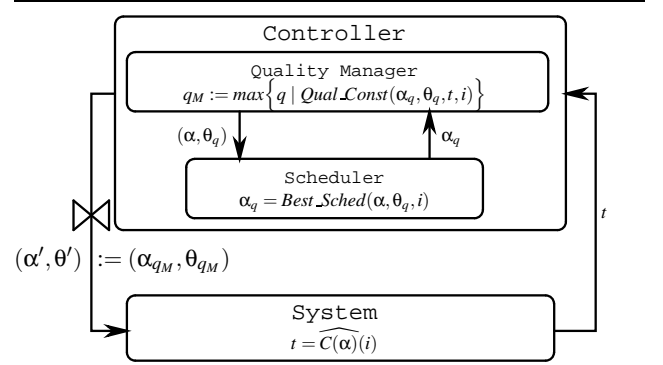 Controller
Quality Manager
q_M := max{q | Qual_Const(α_q, θ_q, t, i)}
(α, θ_q)
α_q
Scheduler
α_q = Best_Sched(α, θ_q, i)
t
(α′, θ′) := (α_{q_M}, θ_{q_M})
System
t = \widehat{C(α)}(i)